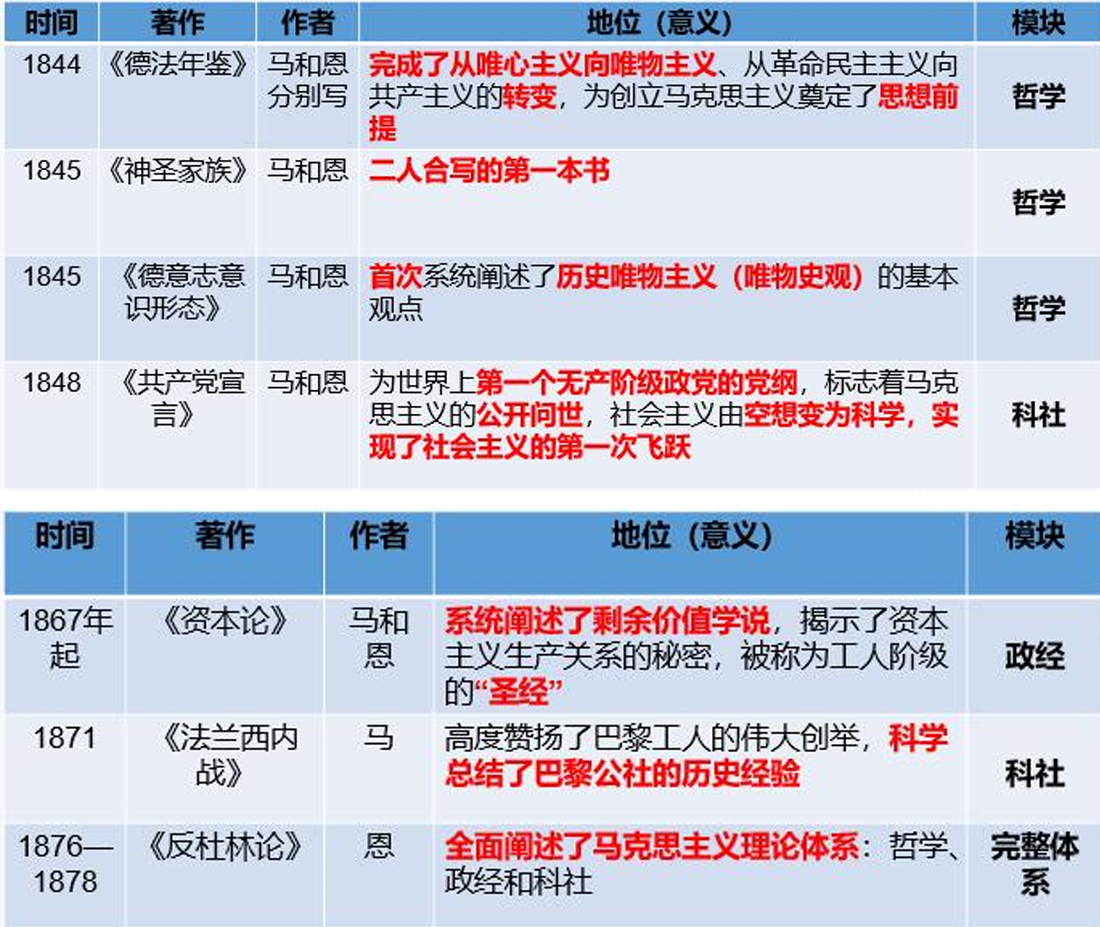 时间 著作 作者 地位（意义） 模块
1844 《德法年鉴》 马和恩 完成了从唯心主义向唯物主义、从革命民主主义向
分别写 共产主义的转变，为创立马克思主义奠定了思想前 哲学
提
1845 《神圣家族》 马和恩 二人合写的第一本书
哲学
1845 《德意志意 马和恩 首次系统阐述了历史唯物主义（唯物史观）的基本
识形态》 观点 哲学
1848 《共产党宣 马和恩 为世界上第一个无产阶级政党的党纲，标志着马克
言》 思主义的公开问世，社会主义由空想变为科学，实 科社
现了社会主义的第一次飞跃
时间 著作 作者 地位（意义） 模块
1867年 《资本论》 马和 系统阐述了剩余价值学说，揭示了资本
起 恩 主义生产关系的秘密，被称为工人阶级 政经
的“圣经”
1871 《法兰西内 马 高度赞扬了巴黎工人的伟大创举，科学
战》 总结了巴黎公社的历史经验 科社
1876— 《反杜林论》 恩 全面阐述了马克思主义理论体系：哲学、 完整体
1878 政经和科社 系